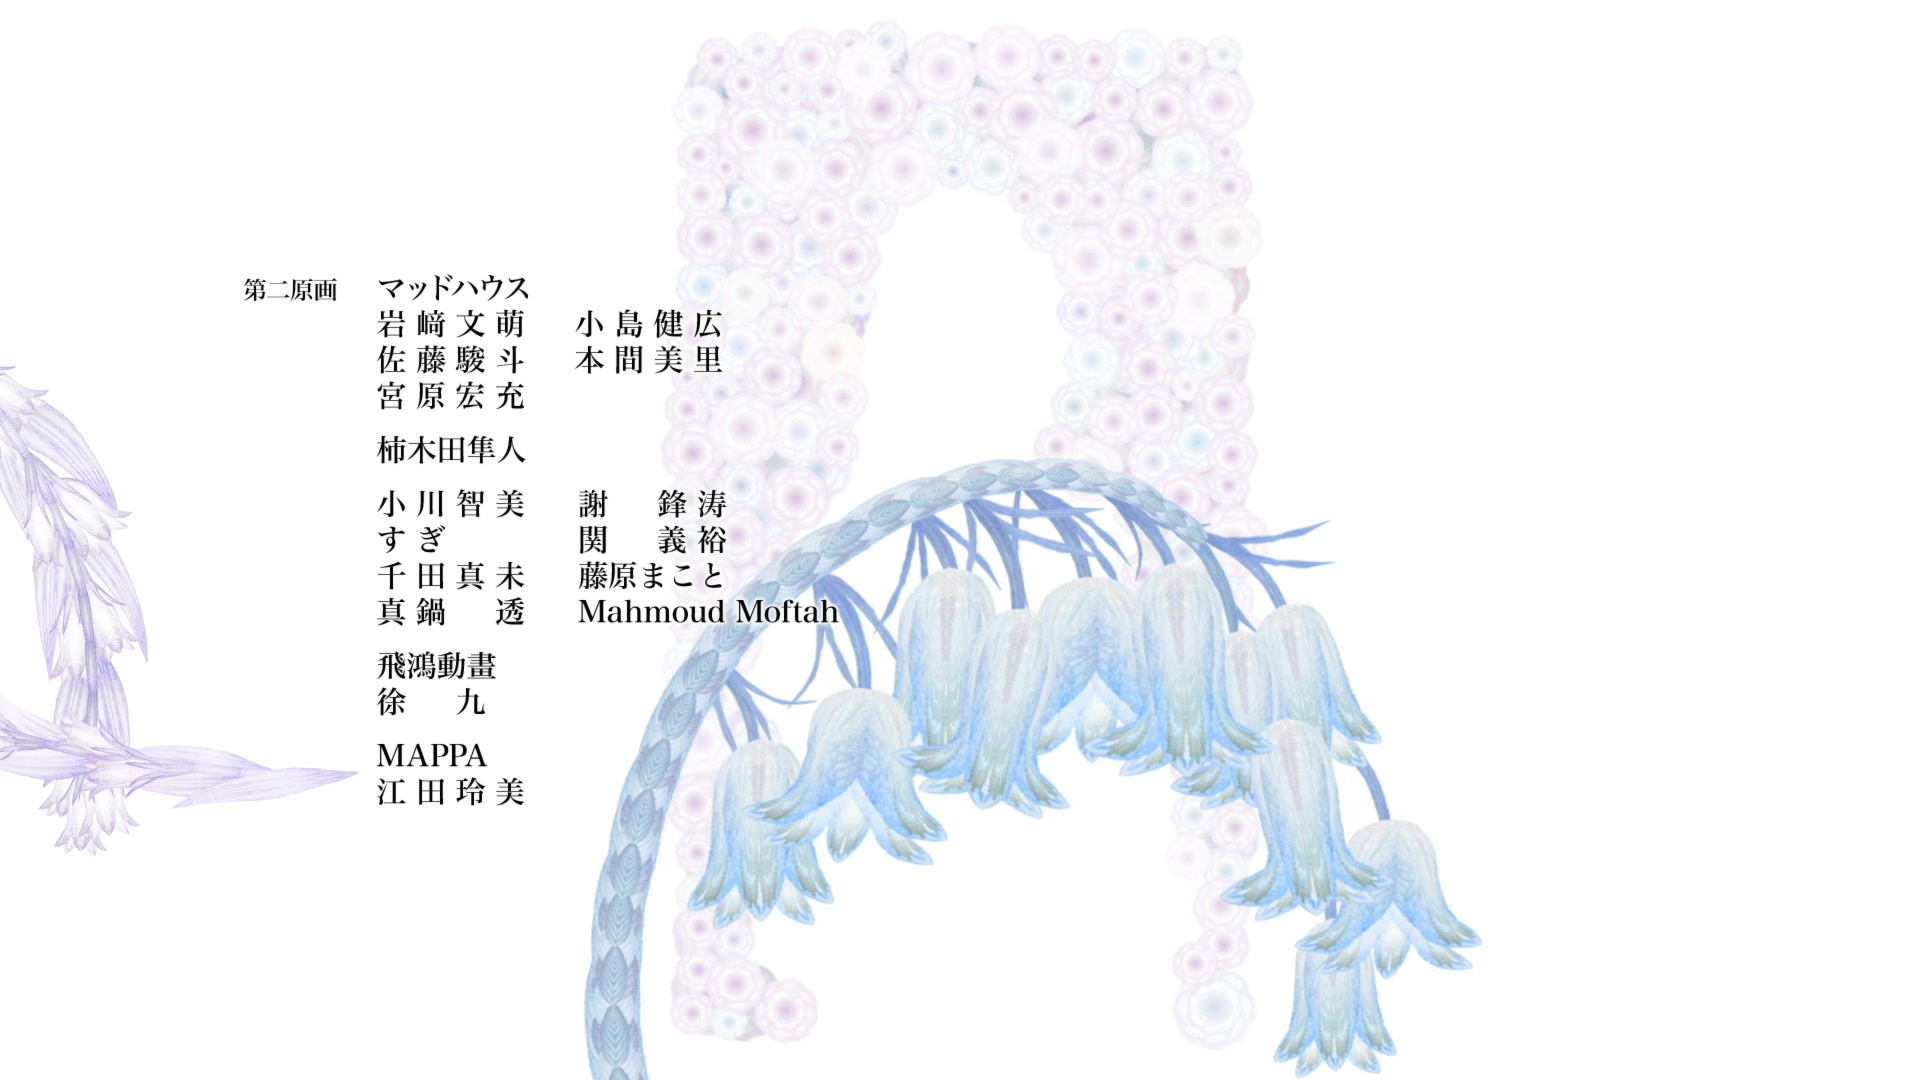 第二原画 マッドハウス
岩﨑文萌 小島健広
佐藤駿斗 本間美里
宮原宏充
柿木田隼人
小川智美 謝鋒涛
すぎ 関義裕
千田真未 藤原まこと
真鍋透 Mahmoud Moftah
飛鴻動畫
徐九
MAPPA
江田玲美